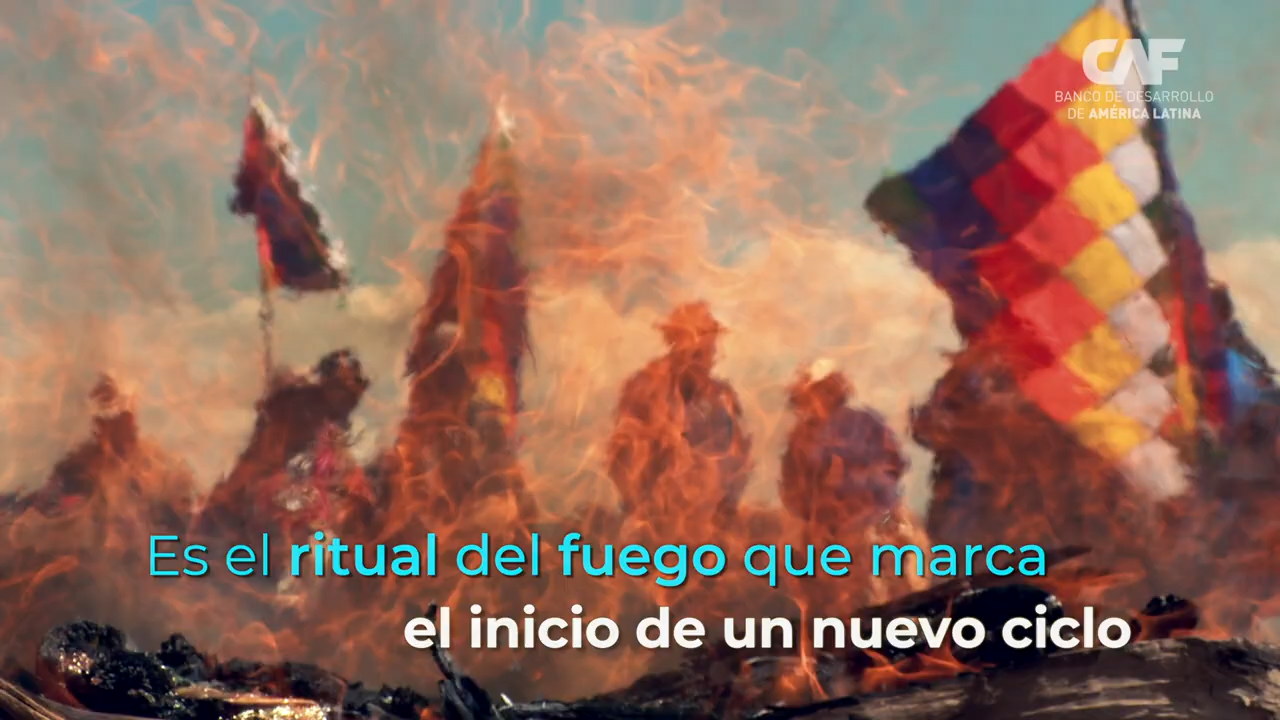 CAF
BANCO DE DESARROLLO
DE AMÉRICA LATINA
Es el ritual del fuego que marca
el inicio de un nuevo ciclo